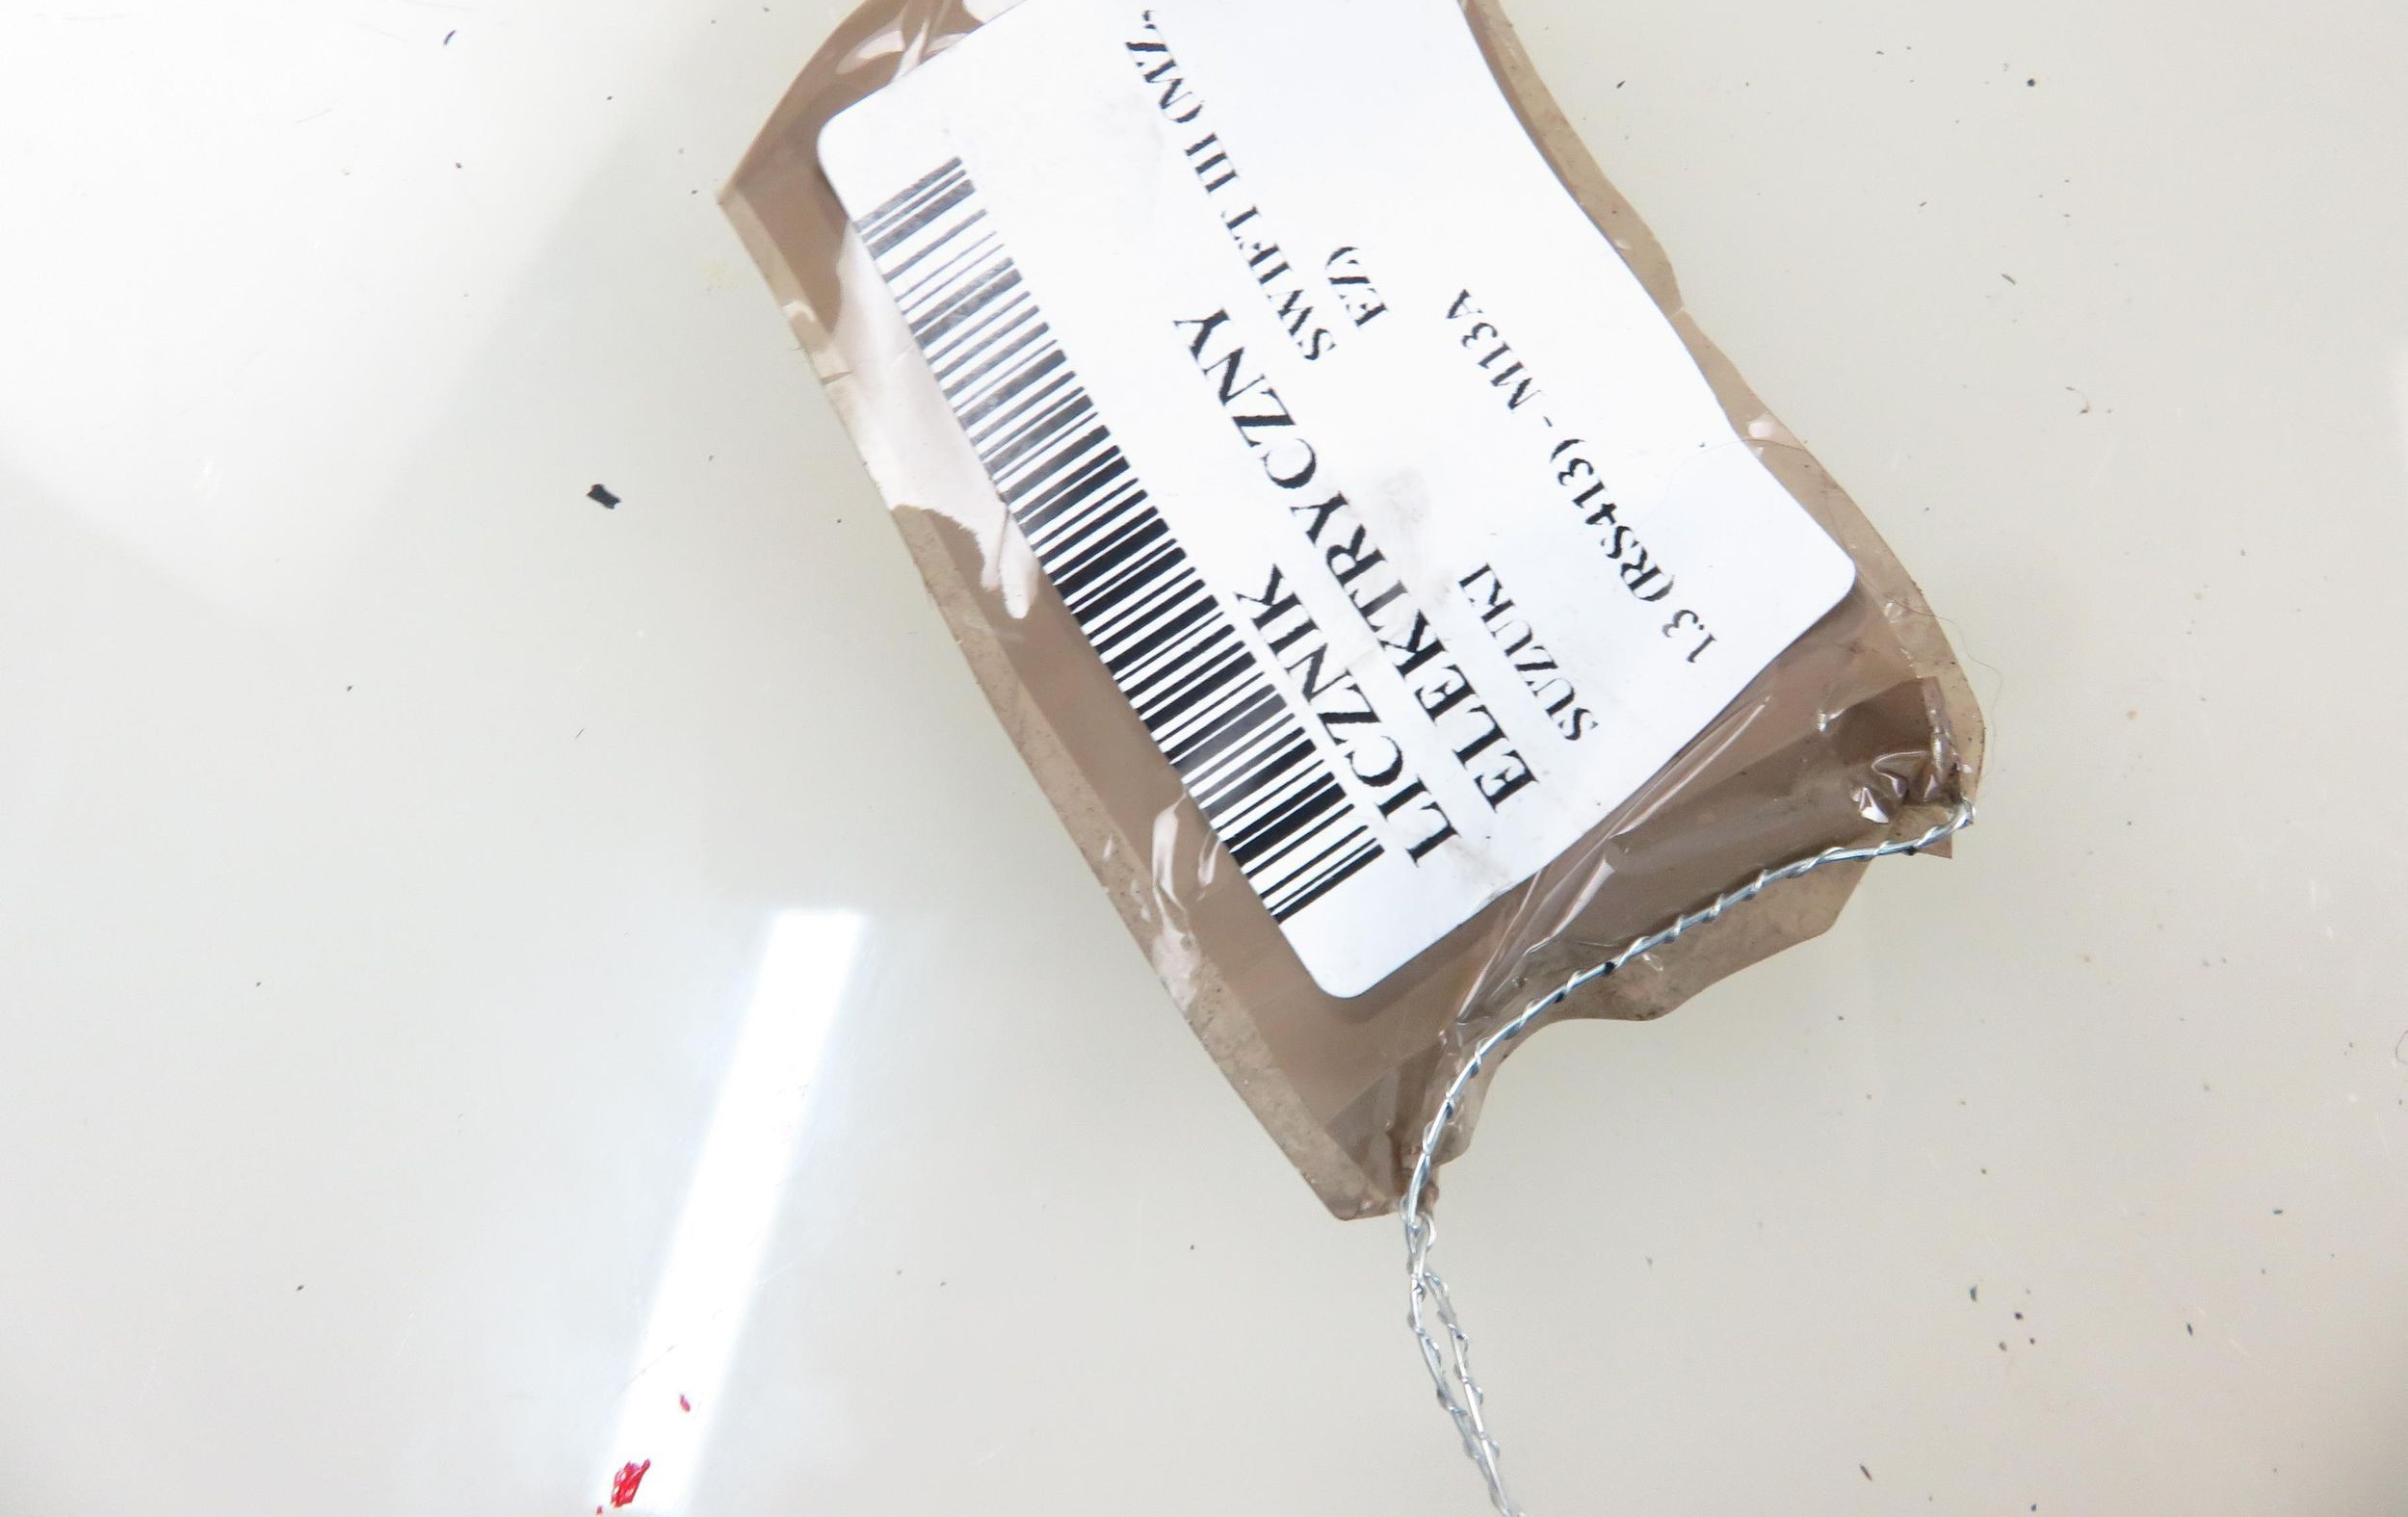 LICZNIK
ELEKTRYCZNY
SUZUKI SWIFT III (MZ,
EZ)
1.3 (RS413) - M13A